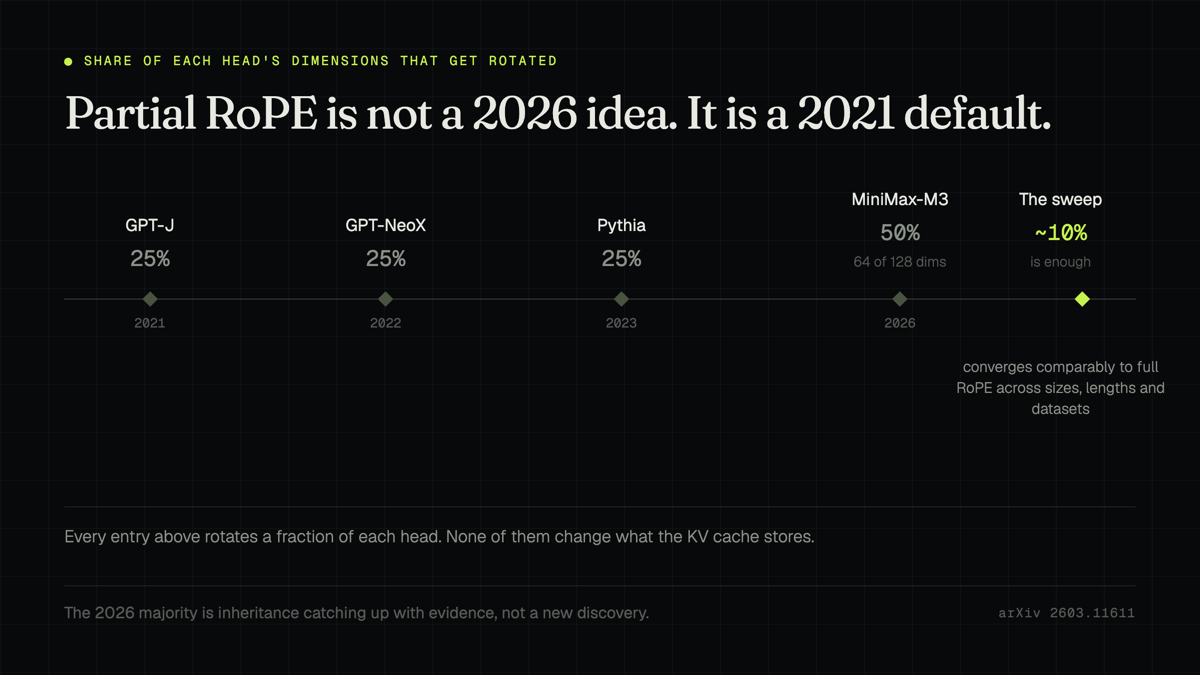 SHARE OF EACH HEAD'S DIMENSIONS THAT GET ROTATED
Partial RoPE is not a 2026 idea. It is a 2021 default.
GPT-J
25%
2021
GPT-NeoX
25%
2022
Pythia
25%
2023
MiniMax-M3
50%
64 of 128 dims
2026
The sweep
~10%
is enough
converges comparably to full
RoPE across sizes, lengths and
datasets
Every entry above rotates a fraction of each head. None of them change what the KV cache stores.
The 2026 majority is inheritance catching up with evidence, not a new discovery.
arXiv 2603.11611